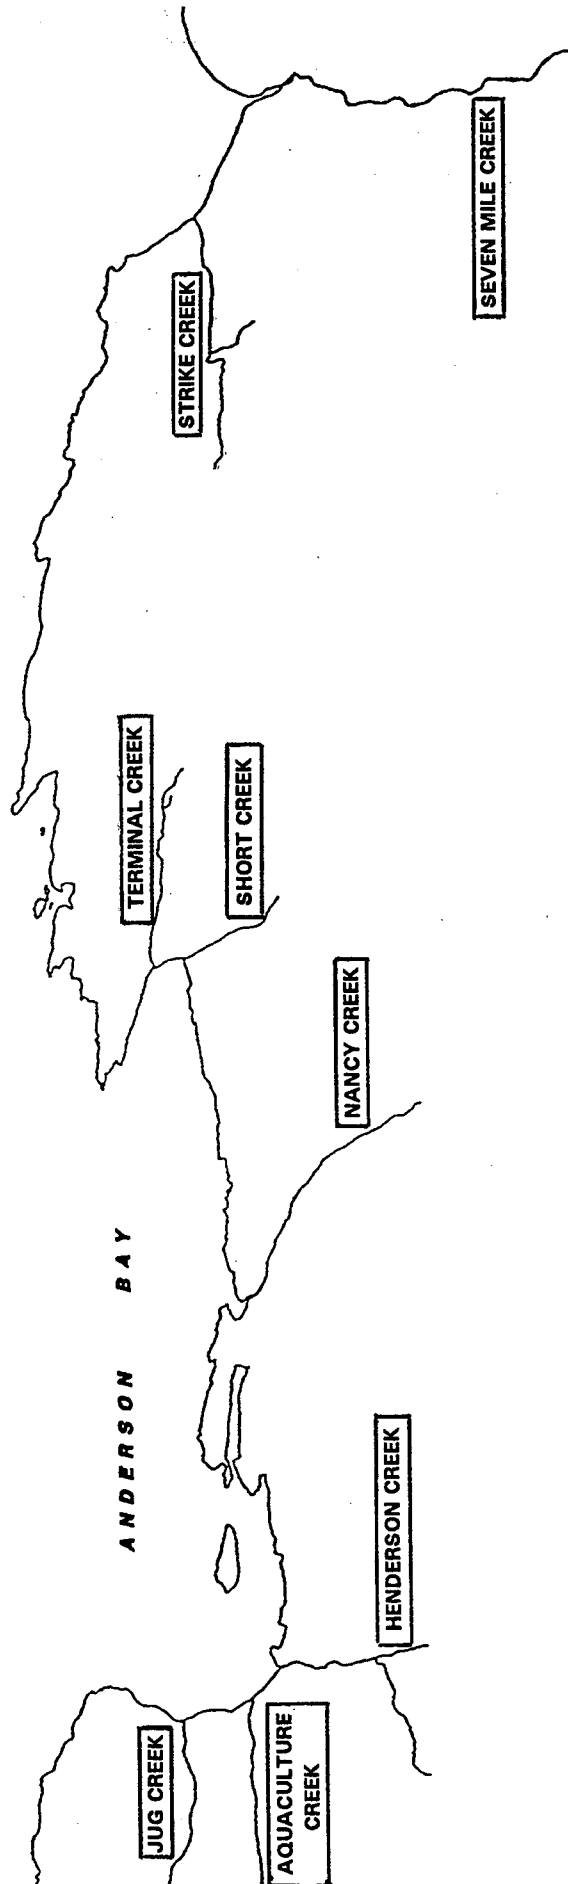 SEVEN MILE CREEK
STRIKE CREEK
TERMINAL CREEK
SHORT CREEK
NANCY CREEK
ANDERSON BAY
HENDERSON CREEK
JUG CREEK
AQUACULTURE
CREEK